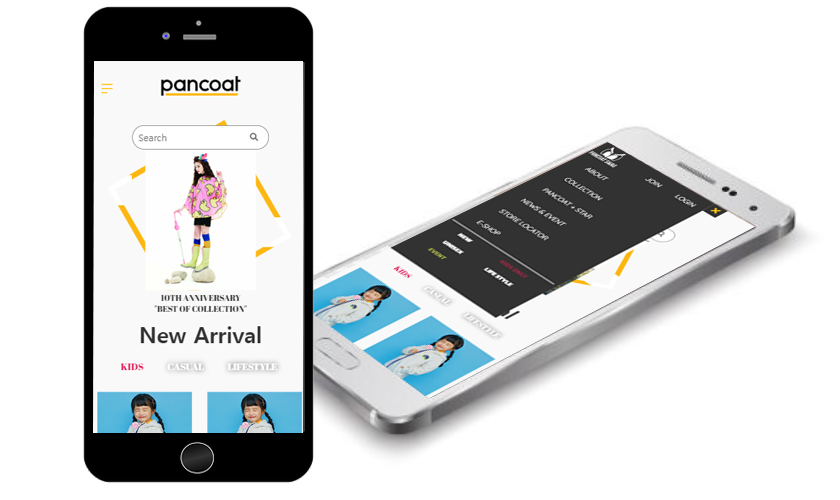 pancoat
Search
10TH ANNIVERSARY
"BEST OF COLLECTION"
New Arrival
KIDS CASUAL LIFESTYLE
ABOUT
COLLECTION
PANCOAT + STAR
NEWS & EVENT
STORE LOCATOR
E-SHOP
JOIN
LOGIN
NEW
UNISEX
EVENT
LIFE STYLE
KIDS
CASUAL
LIFESTYLE